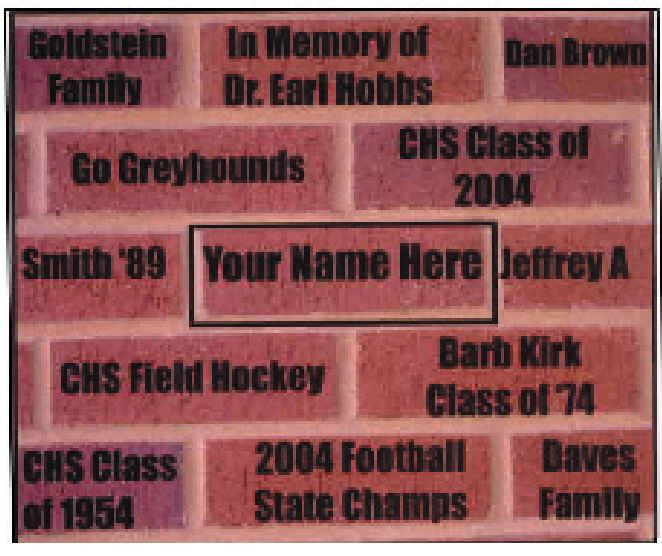 Goldstein
Family
In Memory of
Dr. Earl Hobbs
Dan Brown
Go Greyhounds
CHS Class of
2004
Smith '89
Your Name Here
Jeffrey A
CHS Field Hockey
Barb Kirk
Class of '74
CHS Class
of 1954
2004 Football
State Champs
Daves
Family